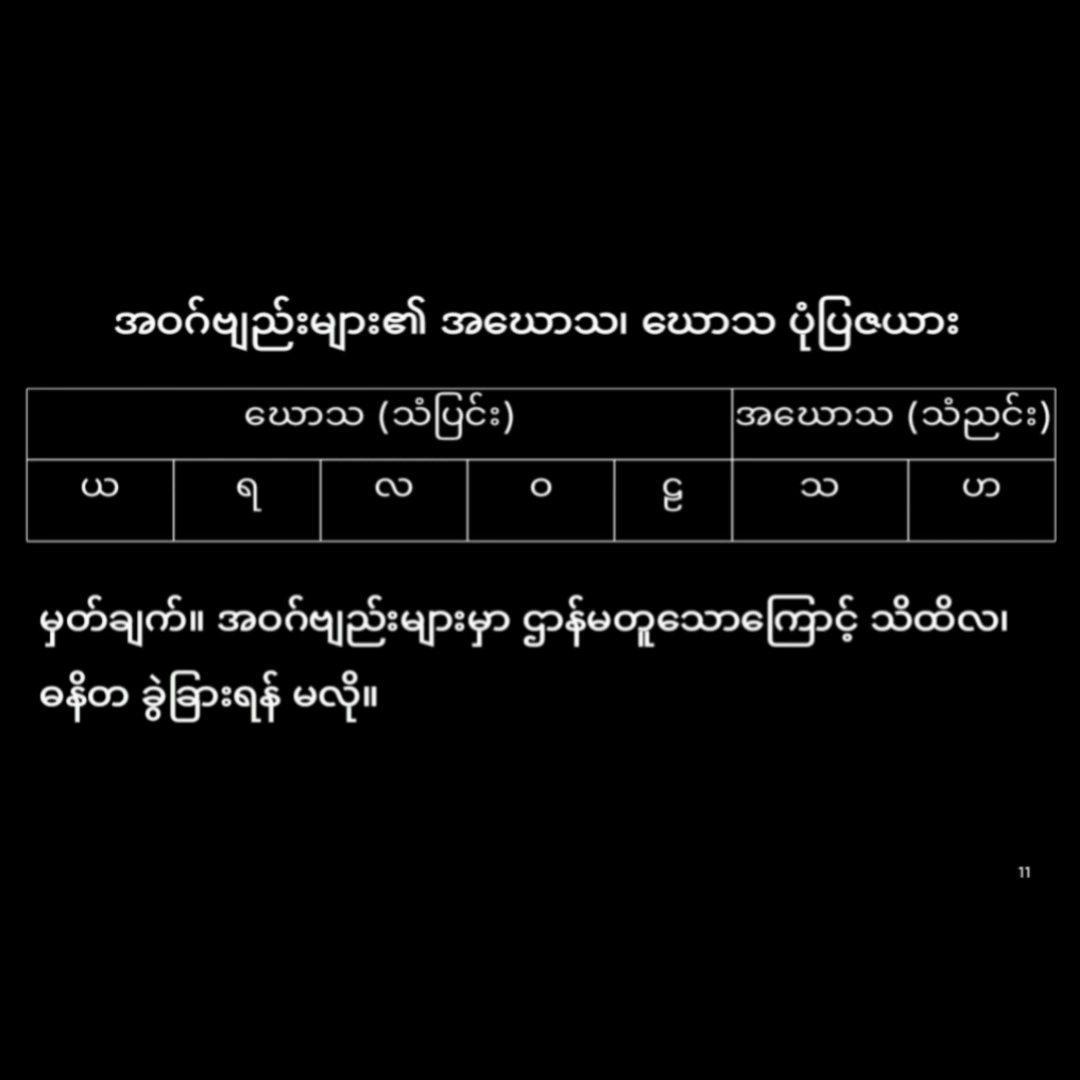 အဝဂ်ဗျည်းများ၏ အဃောသ၊ ဃောသ ပုံပြဇယား
ဃောသ (သံပြင်း) အဃောသ (သံညင်း)
ယ ရ လ ဝ ဠ သ ဟ
မှတ်ချက်။ အဝဂ်ဗျည်းများမှာ ဌာန်မတူသောကြောင့် သိထိလ၊
ဓနိတ ခွဲခြားရန် မလို။
11